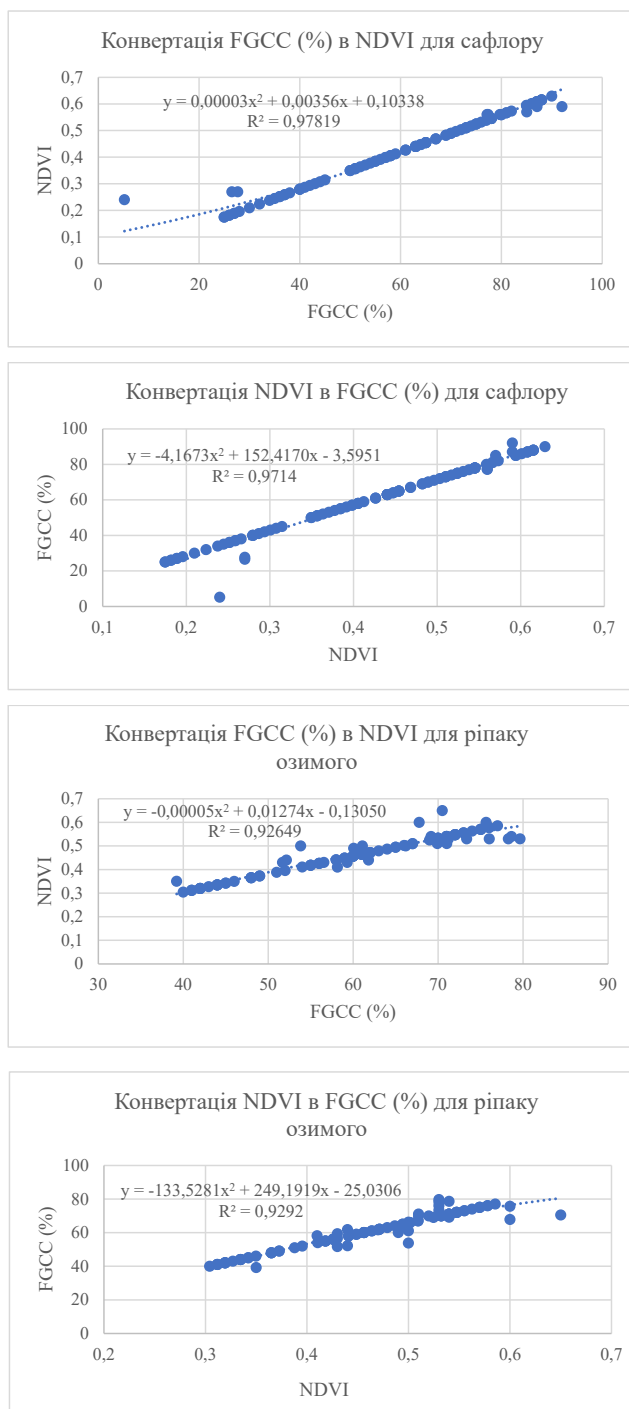 Конвертація FGCC (%) в NDVI для сафлору
y = 0,00003x² + 0,00356x + 0,10338
R² = 0,97819
NDVI
0,7
0,6
0,5
0,4
0,3
0,2
0,1
0
0 20 40 60 80 100
FGCC (%)
Конвертація NDVI в FGCC (%) для сафлору
y = -4,1673x² + 152,4170x - 3,5951
R² = 0,9714
FGCC (%)
100
80
60
40
20
0
0,1 0,2 0,3 0,4 0,5 0,6 0,7
NDVI
Конвертація FGCC (%) в NDVI для ріпаку
озимого
y = -0,00005x² + 0,01274x - 0,13050
R² = 0,92649
NDVI
0,7
0,6
0,5
0,4
0,3
0,2
0,1
0
30 40 50 60 70 80 90
FGCC (%)
Конвертація NDVI в FGCC (%) для ріпаку
озимого
y = -133,5281x² + 249,1919x - 25,0306
R² = 0,9292
FGCC (%)
100
80
60
40
20
0
0,2 0,3 0,4 0,5 0,6 0,7
NDVI